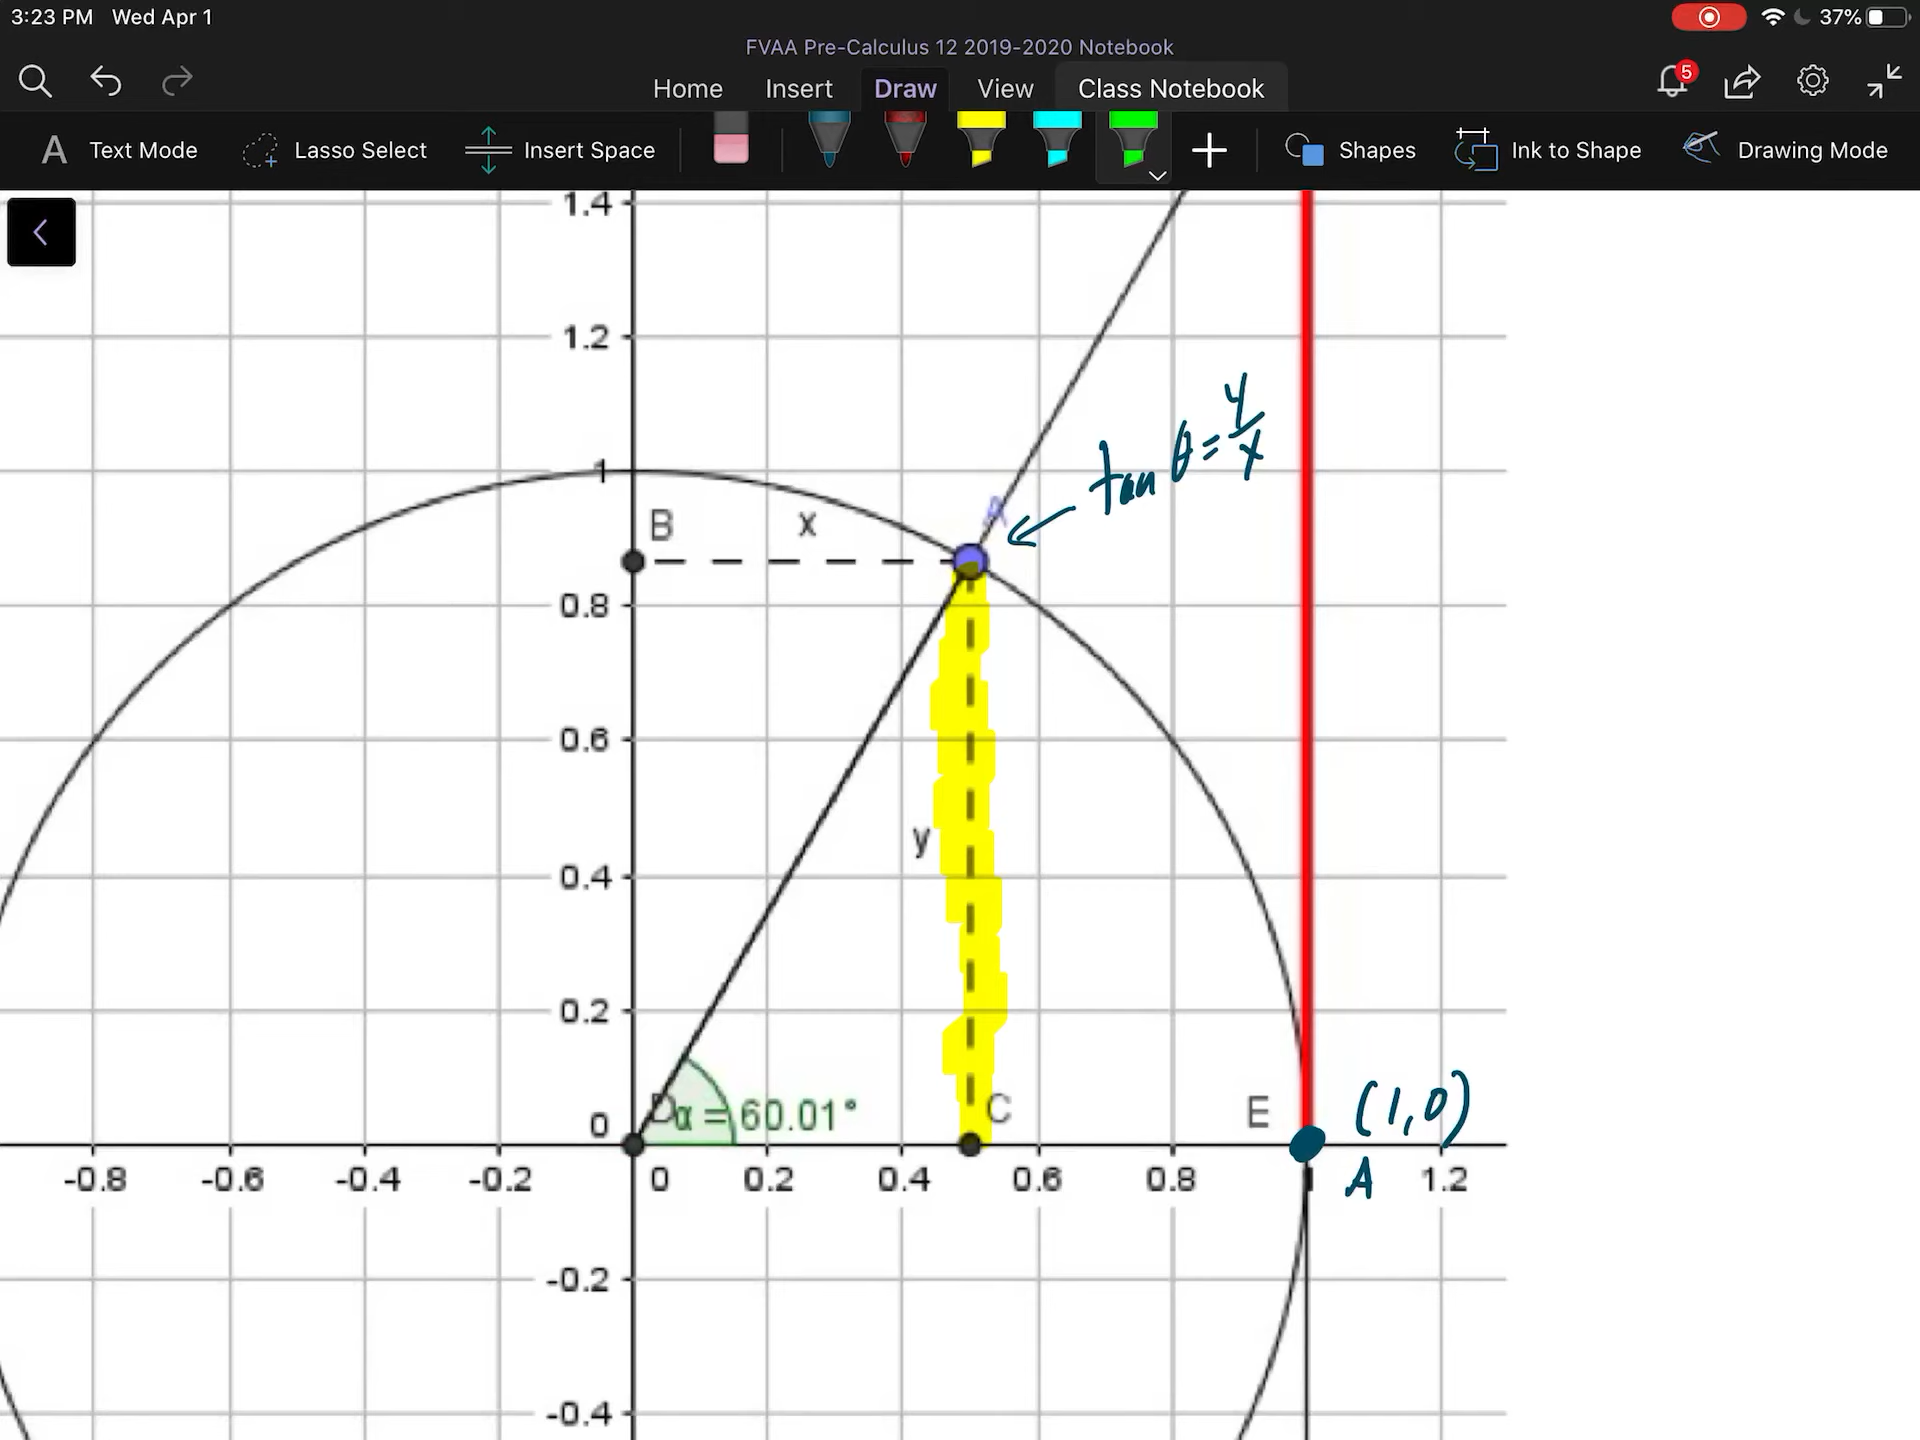 3:23 PM Wed Apr 1
37%
FVAA Pre-Calculus 12 2019-2020 Notebook
Home Insert Draw View Class Notebook
5
A Text Mode Lasso Select Insert Space Shapes Ink to Shape Drawing Mode
1.4
1.2
tan θ = y/x
1
A
B x
0.8
0.6
y
0.4
0.2
D α = 60.01° C E (1,0)
0
-0.8 -0.6 -0.4 -0.2 0 0.2 0.4 0.6 0.8 1 A 1.2
-0.2
-0.4